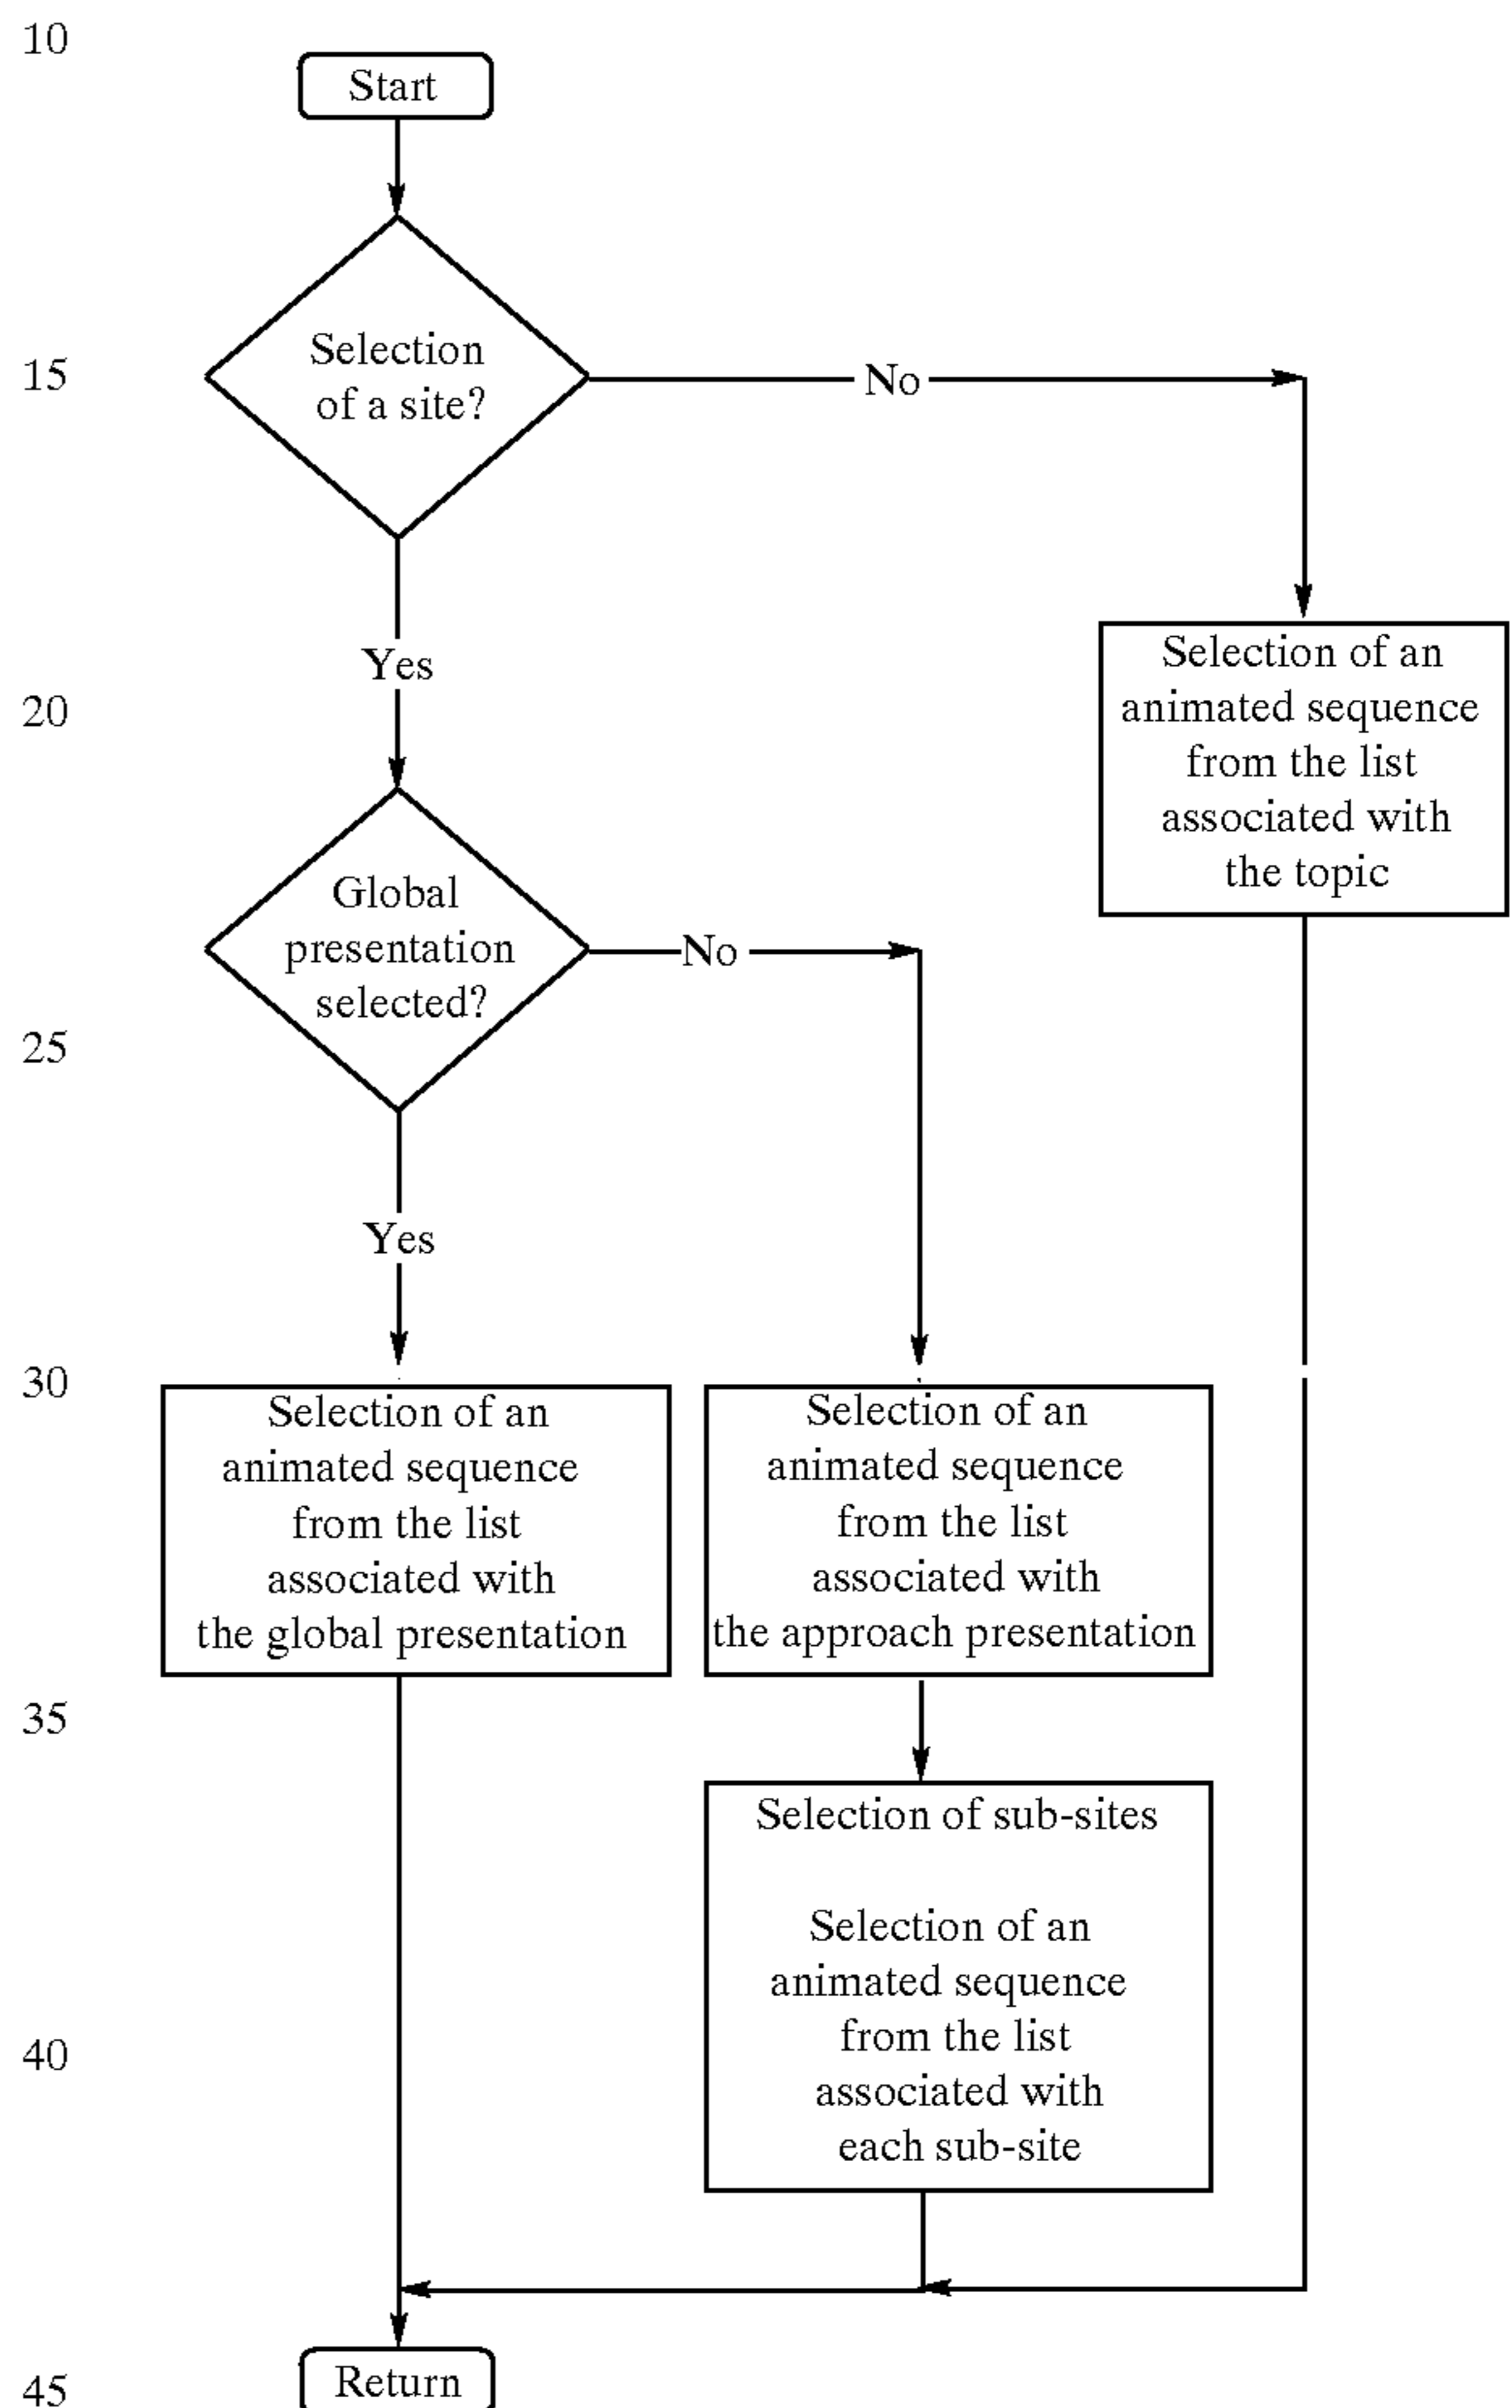 10
Start
Selection
of a site?
15
No
Yes
Selection of an
animated sequence
from the list
associated with
the topic
20
Global
presentation
selected?
No
25
Yes
30
Selection of an
animated sequence
from the list
associated with
the global presentation
Selection of an
animated sequence
from the list
associated with
the approach presentation
35
Selection of sub-sites
Selection of an
animated sequence
from the list
associated with
each sub-site
40
Return
45